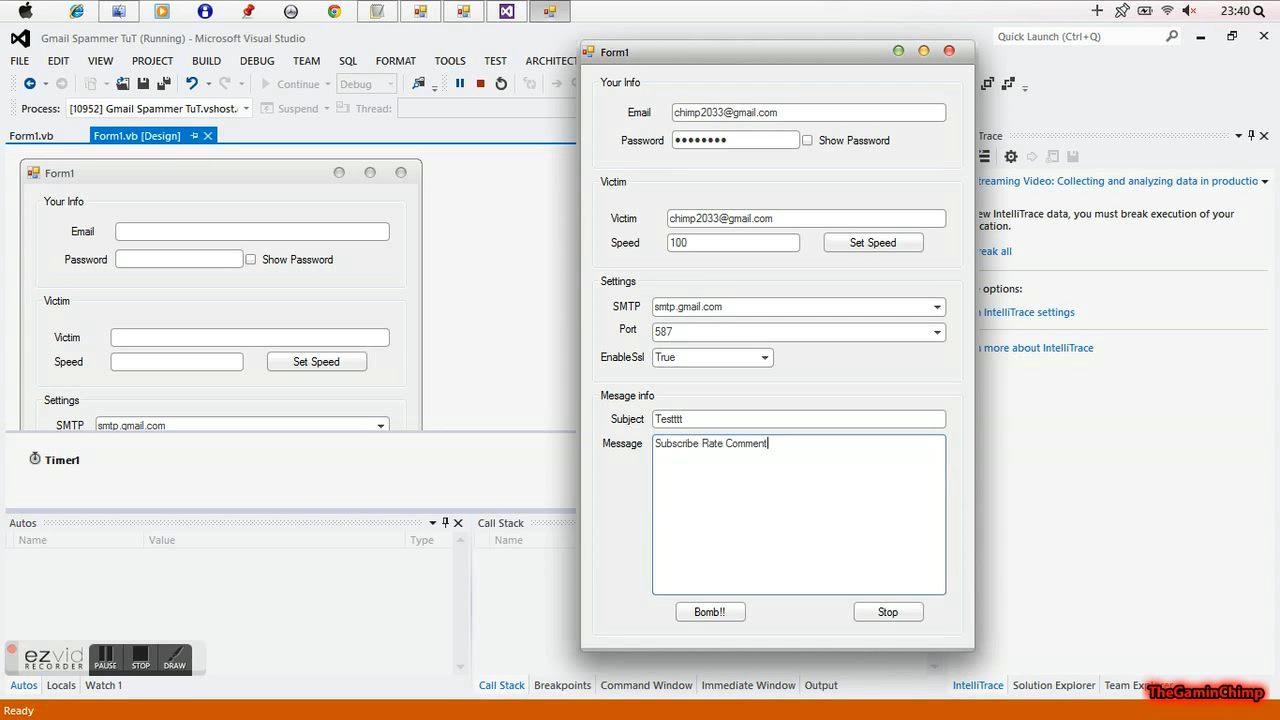 23:40
Gmail Spammer TuT (Running) - Microsoft Visual Studio
Quick Launch (Ctrl+Q)
FILE EDIT VIEW PROJECT BUILD DEBUG TEAM SQL FORMAT TOOLS TEST ARCHITECT
Continue Debug
Process: [10952] Gmail Spammer TuT.vshost. Suspend Thread:
Form1.vb Form1.vb [Design]
Form1
Your Info
Email
Password Show Password
Victim
Victim
Speed Set Speed
Settings
SMTP smtp.gmail.com
Timer1
Autos
Name Value Type
Call Stack
Name
ezvid
RECORDER
PAUSE STOP DRAW
Autos Locals Watch 1
Call Stack Breakpoints Command Window Immediate Window Output
IntelliTrace Solution Explorer Team Explorer
Ready
Form1
Your Info
Email chimp2033@gmail.com
Password •••••••• Show Password
Victim
Victim chimp2033@gmail.com
Speed 100 Set Speed
Settings
SMTP smtp.gmail.com
Port 587
EnableSsl True
Mesage info
Subject Testttt
Message Subscribe Rate Comment
Bomb!! Stop
Trace
treaming Video: Collecting and analyzing data in productio
ew IntelliTrace data, you must break execution of your
cation.
reak all
options:
IntelliTrace settings
more about IntelliTrace
TheGaminChimp